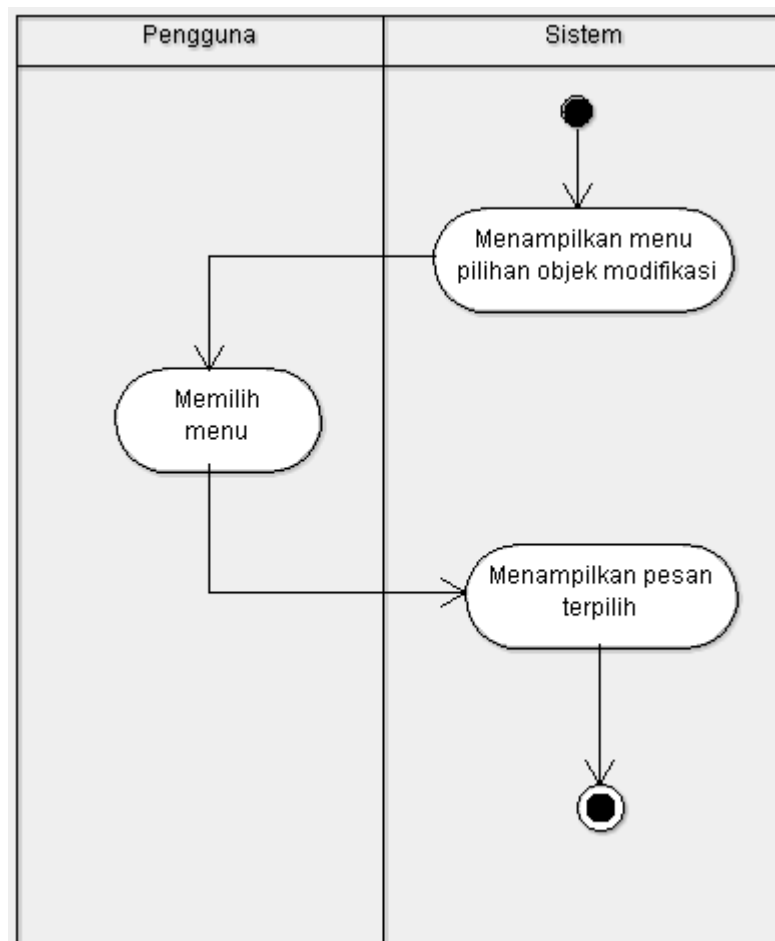 Pengguna
Sistem
Menampilkan menu
pilihan objek modifikasi
Memilih
menu
Menampilkan pesan
terpilih